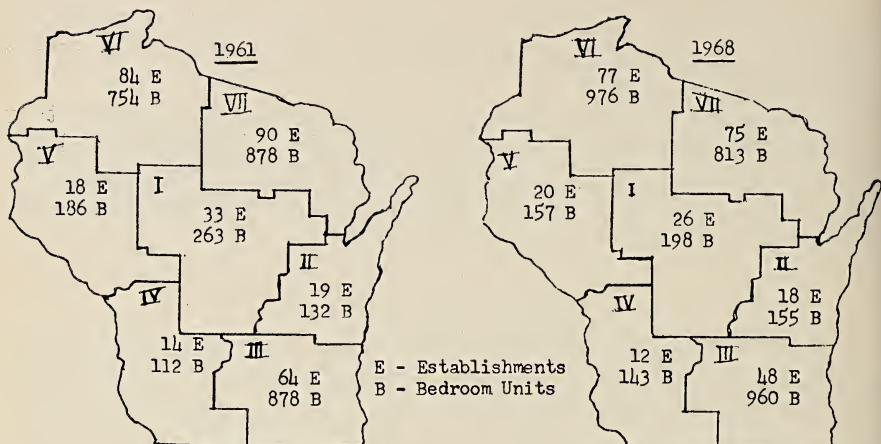 1961
VI
84 E
754 B
VII
90 E
878 B
V
18 E
186 B
I
33 E
263 B
II
19 E
132 B
IV
14 E
112 B
III
64 E
878 B
E - Establishments
B - Bedroom Units
1968
VI
77 E
976 B
VII
75 E
813 B
V
20 E
157 B
I
26 E
198 B
II
18 E
155 B
IV
12 E
143 B
III
48 E
960 B